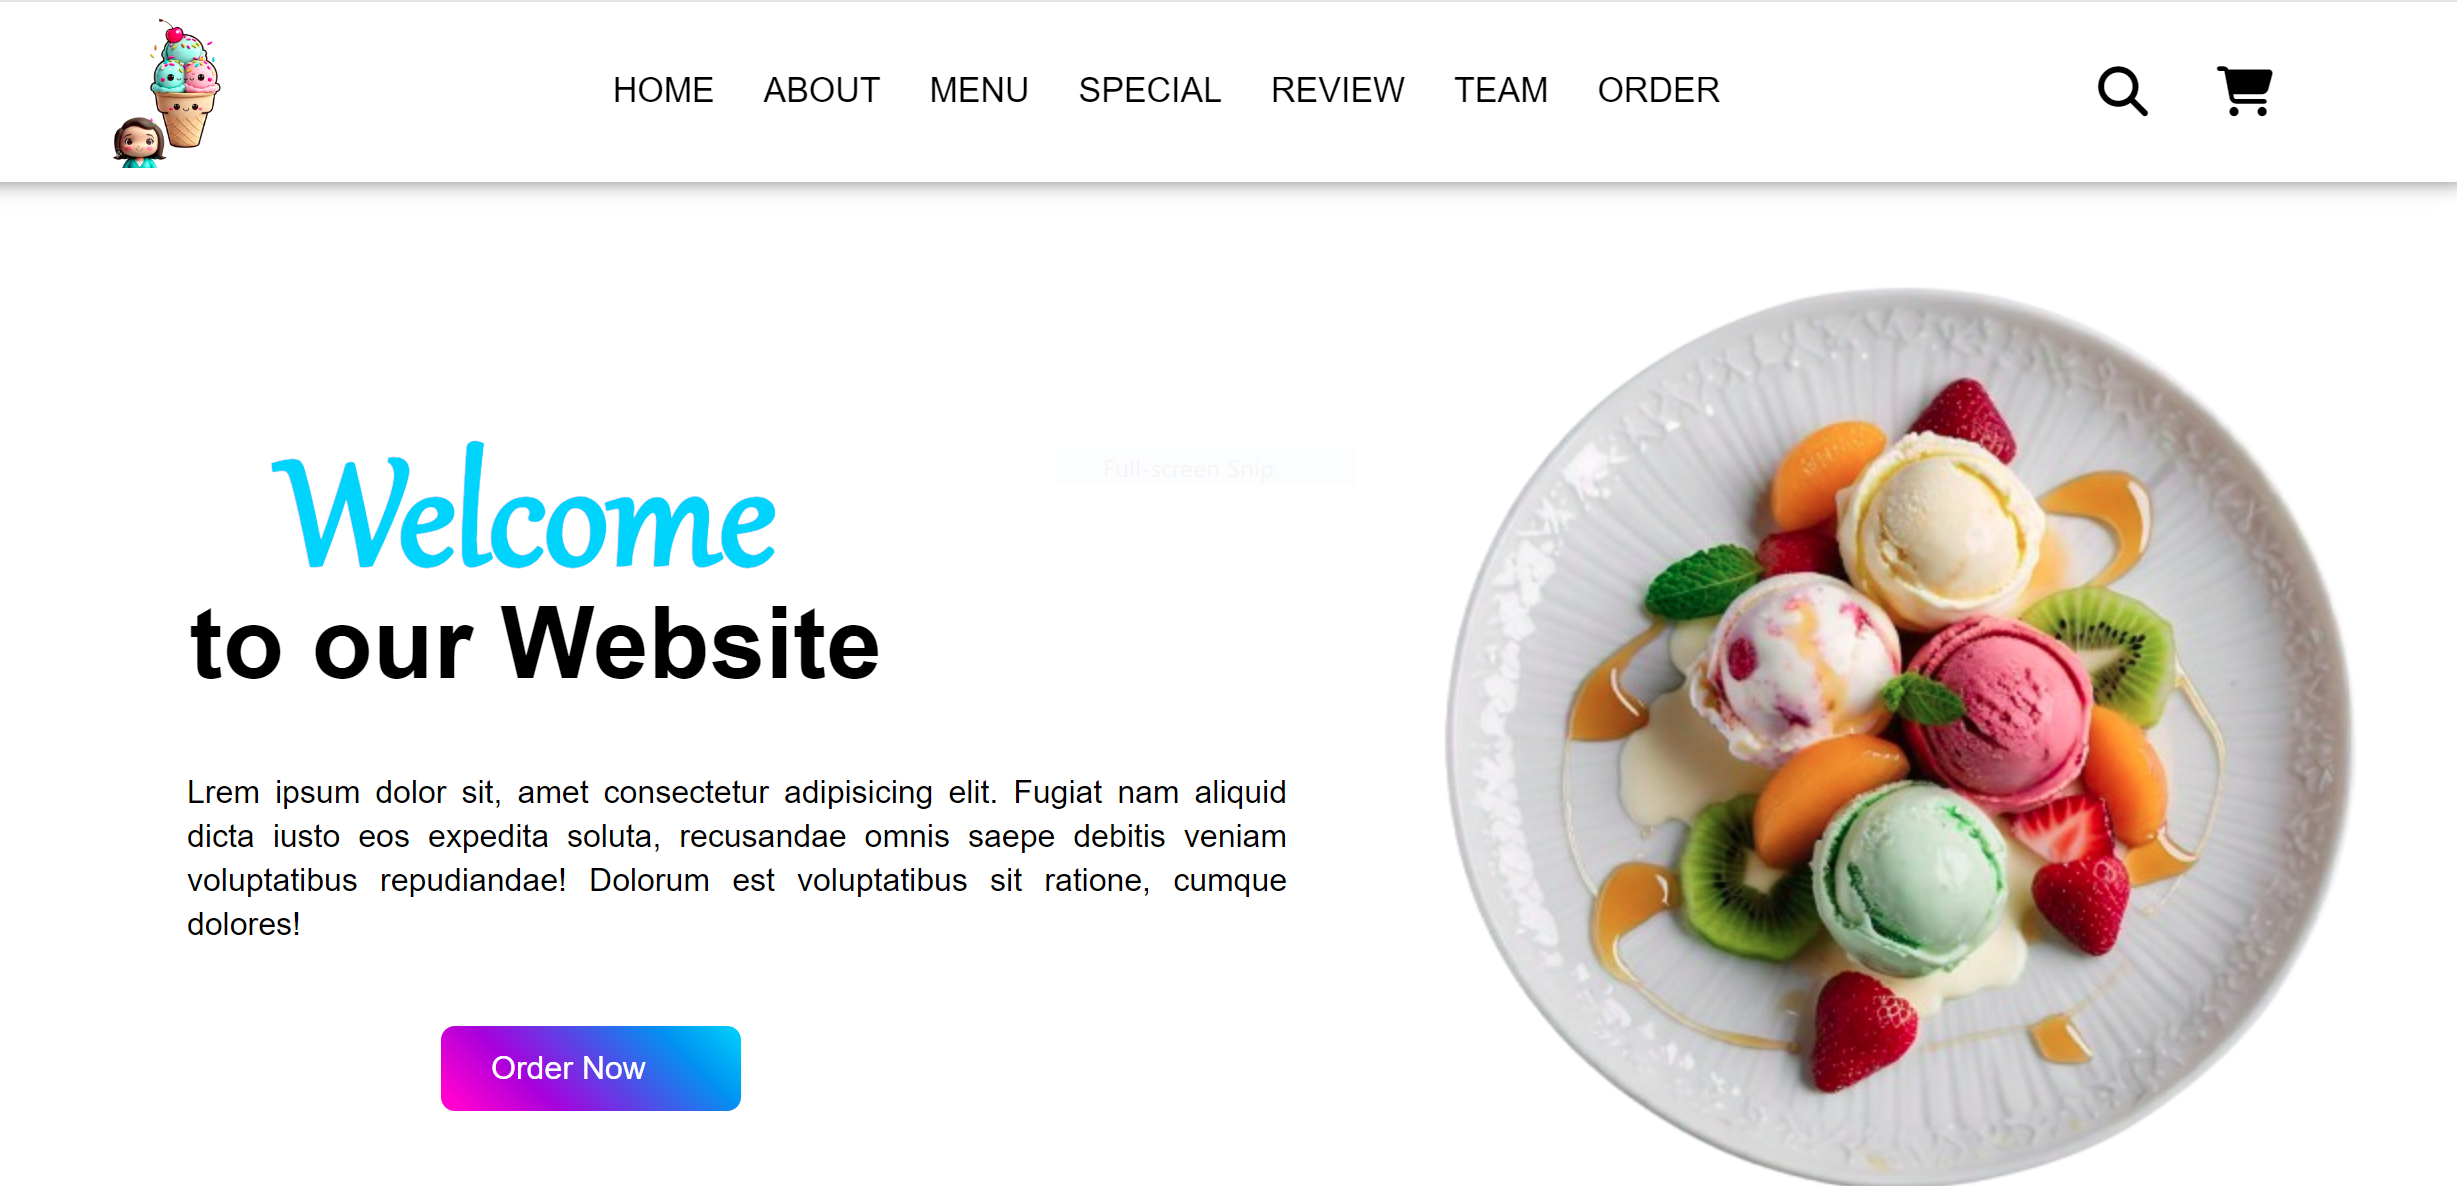 HOME ABOUT MENU SPECIAL REVIEW TEAM ORDER
Full-screen Snip
Welcome
to our Website
Lrem ipsum dolor sit, amet consectetur adipisicing elit. Fugiat nam aliquid
dicta iusto eos expedita soluta, recusandae omnis saepe debitis veniam
voluptatibus repudiandae! Dolorum est voluptatibus sit ratione, cumque
dolores!
Order Now